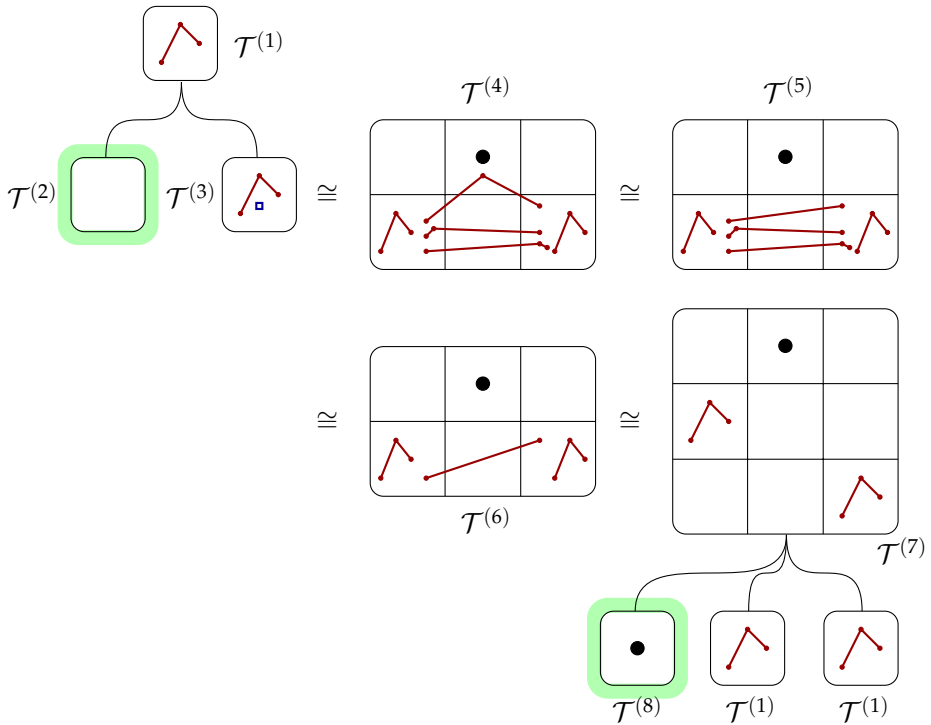 𝒯^(1)
𝒯^(4) 𝒯^(5)
𝒯^(2) 𝒯^(3) ≅ ≅
≅ ≅
𝒯^(6)
𝒯^(7)
𝒯^(8) 𝒯^(1) 𝒯^(1)